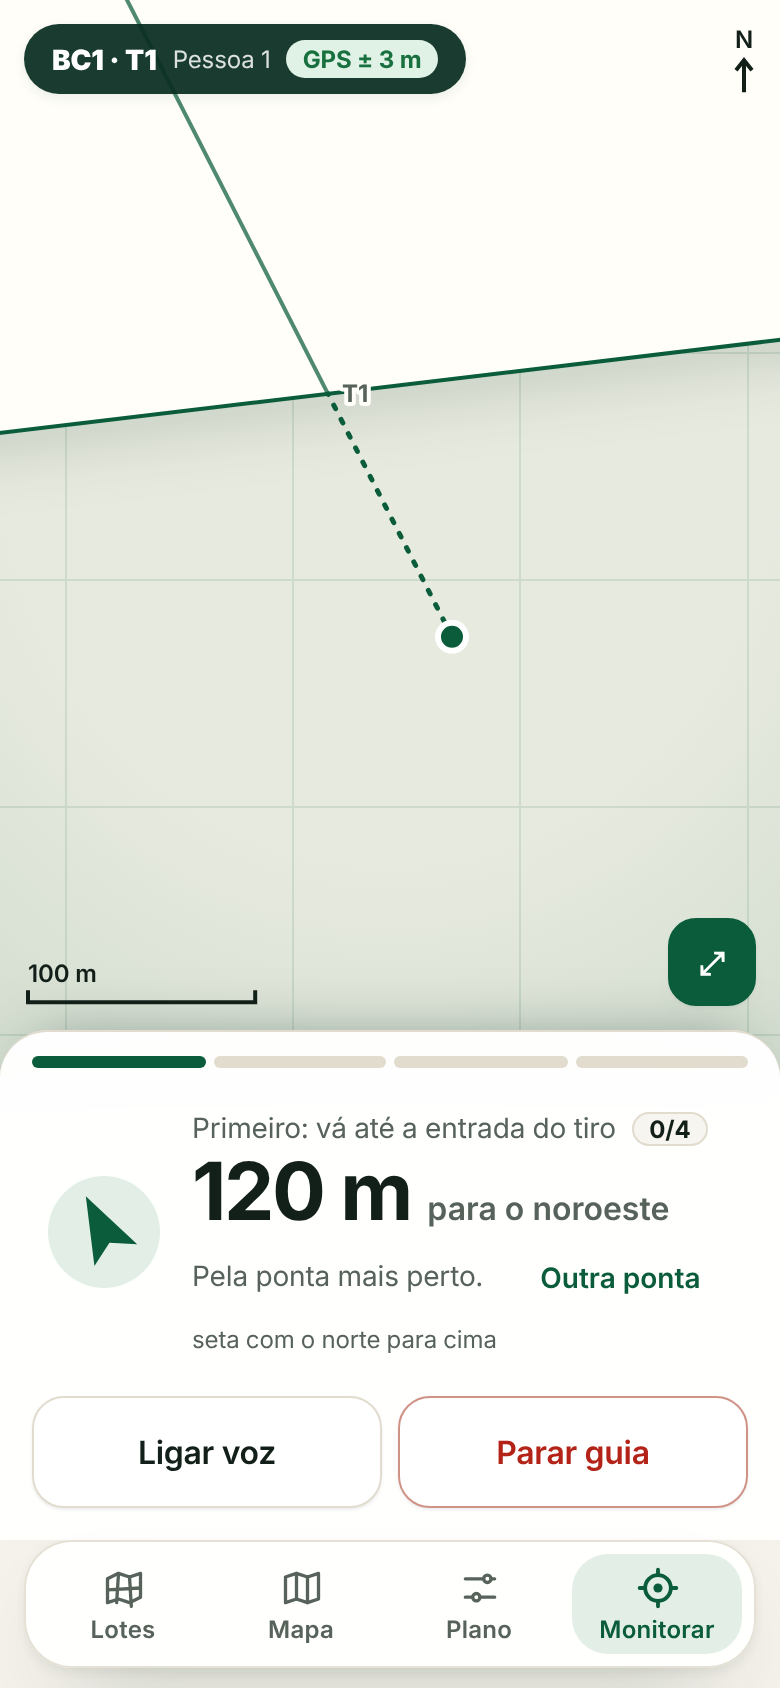 BC1 · T1 Pessoa 1 GPS ± 3 m
N
T1
100 m
Primeiro: vá até a entrada do tiro 0/4
120 m para o noroeste
Pela ponta mais perto. Outra ponta
seta com o norte para cima
Ligar voz Parar guia
Lotes Mapa Plano Monitorar